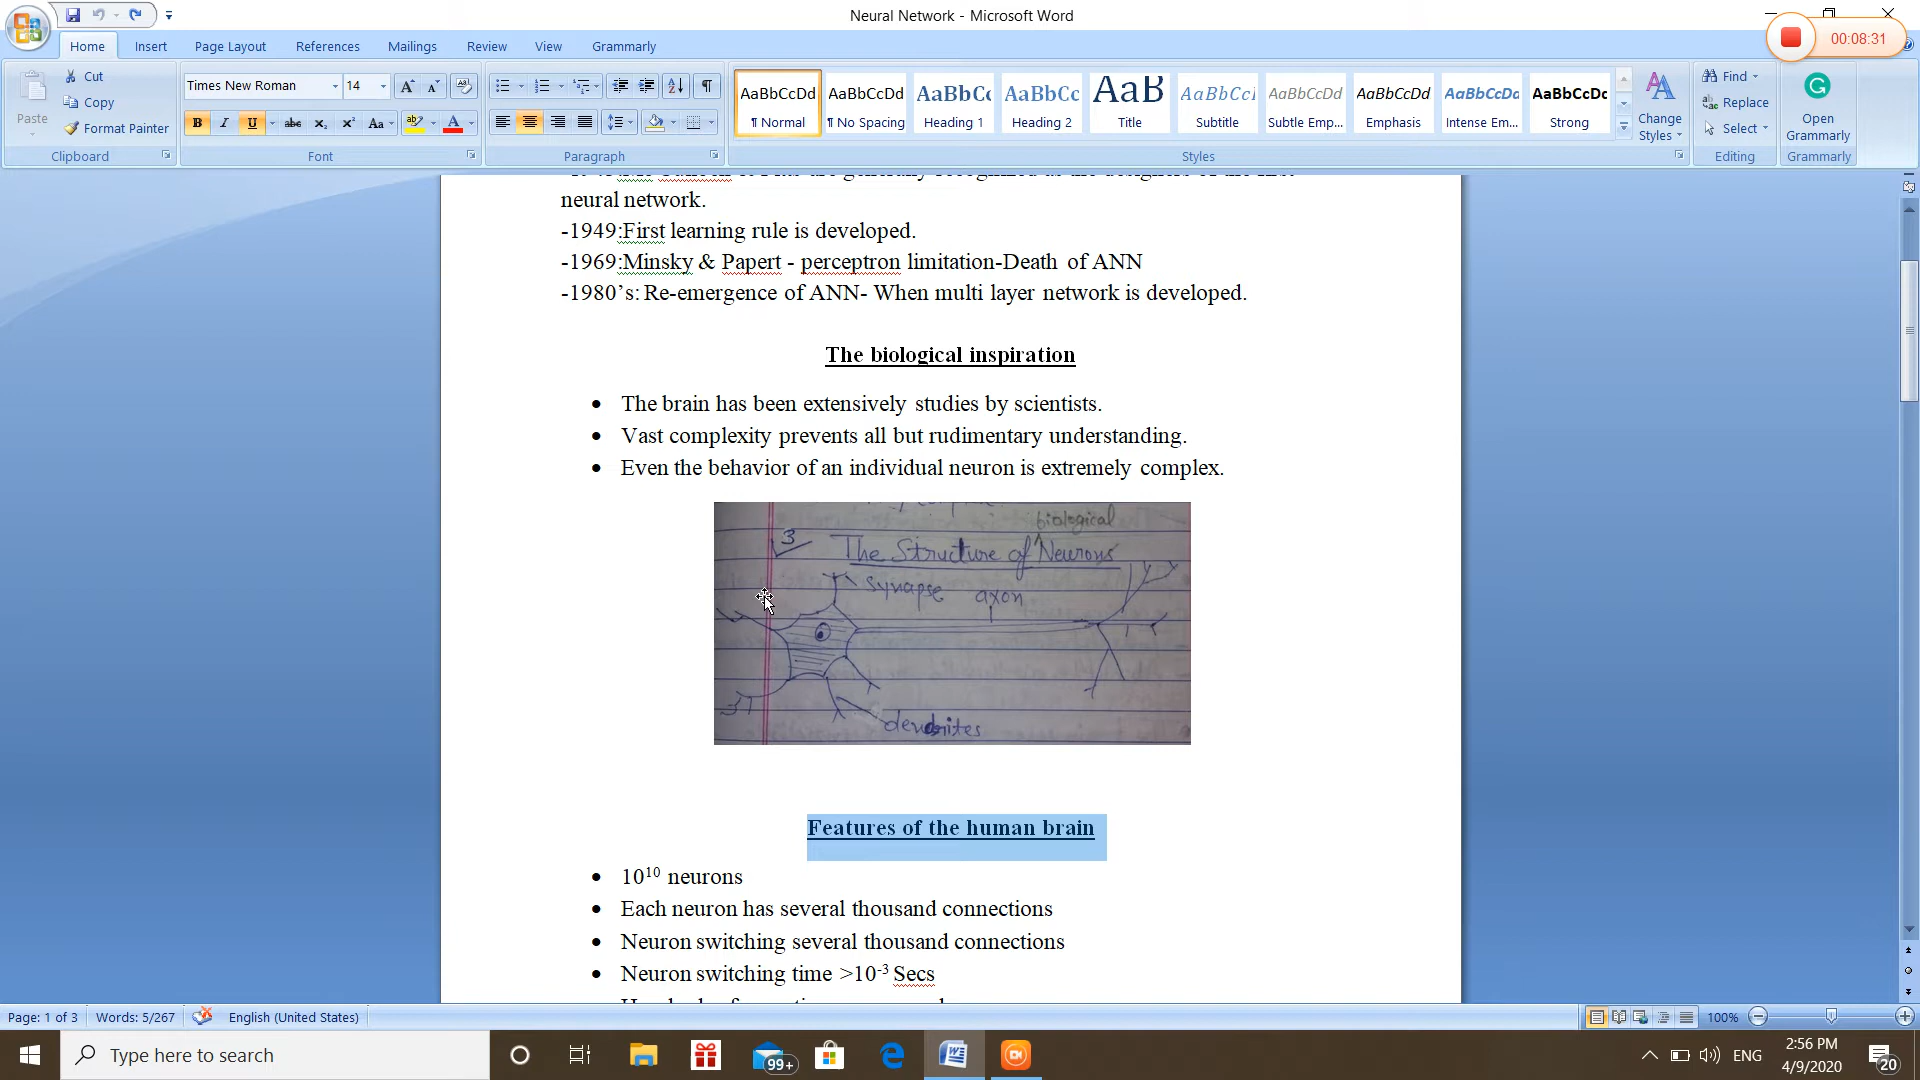 Neural Network - Microsoft Word
00:08:31
Home Insert Page Layout References Mailings Review View Grammarly
Paste
Cut
Copy
Format Painter
Clipboard
Times New Roman 14
B I U abc X₂ X² Aa ab A
Font
Paragraph
AaBbCcDd AaBbCcDd AaBbCc AaBbCc AaB AaBbCcI AaBbCcDd AaBbCcDd AaBbCcDd AaBbCcDc
¶ Normal ¶ No Spacing Heading 1 Heading 2 Title Subtitle Subtle Emp... Emphasis Intense Em... Strong
Change Styles
Styles
Find
Replace
Select
Editing
Open Grammarly
Grammarly
neural network.
-1949:First learning rule is developed.
-1969:Minsky & Papert - perceptron limitation-Death of ANN
-1980’s: Re-emergence of ANN- When multi layer network is developed.
The biological inspiration
• The brain has been extensively studies by scientists.
• Vast complexity prevents all but rudimentary understanding.
• Even the behavior of an individual neuron is extremely complex.
biological
3 The Structure of ^ Neurons
synapse axon
dendrites
Features of the human brain
• 10¹⁰ neurons
• Each neuron has several thousand connections
• Neuron switching several thousand connections
• Neuron switching time >10⁻³ Secs
Page: 1 of 3 Words: 5/267 English (United States) 100%
Type here to search
99+
ENG
2:56 PM
4/9/2020
20